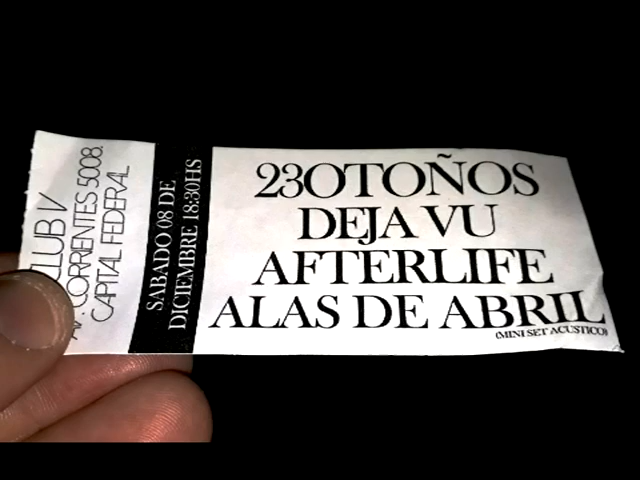 CLUB V
AV. CORRIENTES 5008.
CAPITAL FEDERAL
SABADO 08 DE
DICIEMBRE 18:30HS
23OTOÑOS
DEJA VU
AFTERLIFE
ALAS DE ABRIL
(MINI SET ACUSTICO)